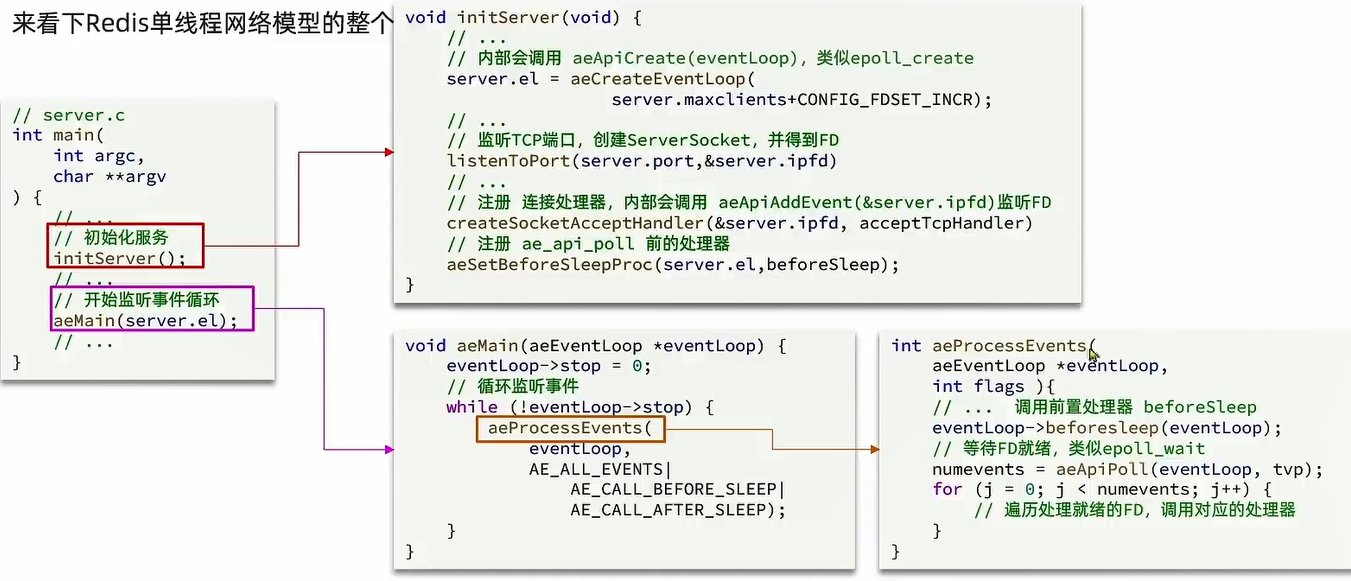 来看下Redis单线程网络模型的整个
// server.c
int main(
    int argc,
    char **argv
) {
    // ...
    // 初始化服务
    initServer();
    // ...
    // 开始监听事件循环
    aeMain(server.el);
    // ...
}
void initServer(void) {
    // ...
    // 内部会调用 aeApiCreate(eventLoop)，类似epoll_create
    server.el = aeCreateEventLoop(
                    server.maxclients+CONFIG_FDSET_INCR);
    // ...
    // 监听TCP端口，创建ServerSocket，并得到FD
    listenToPort(server.port,&server.ipfd)
    // ...
    // 注册 连接处理器，内部会调用 aeApiAddEvent(&server.ipfd)监听FD
    createSocketAcceptHandler(&server.ipfd, acceptTcpHandler)
    // 注册 ae_api_poll 前的处理器
    aeSetBeforeSleepProc(server.el,beforeSleep);
}
void aeMain(aeEventLoop *eventLoop) {
    eventLoop->stop = 0;
    // 循环监听事件
    while (!eventLoop->stop) {
        aeProcessEvents(
            eventLoop,
            AE_ALL_EVENTS|
                AE_CALL_BEFORE_SLEEP|
                AE_CALL_AFTER_SLEEP);
    }
}
int aeProcessEvents(
    aeEventLoop *eventLoop,
    int flags ){
    // ...  调用前置处理器 beforeSleep
    eventLoop->beforesleep(eventLoop);
    // 等待FD就绪，类似epoll_wait
    numevents = aeApiPoll(eventLoop, tvp);
    for (j = 0; j < numevents; j++) {
        // 遍历处理就绪的FD，调用对应的处理器
    }
}